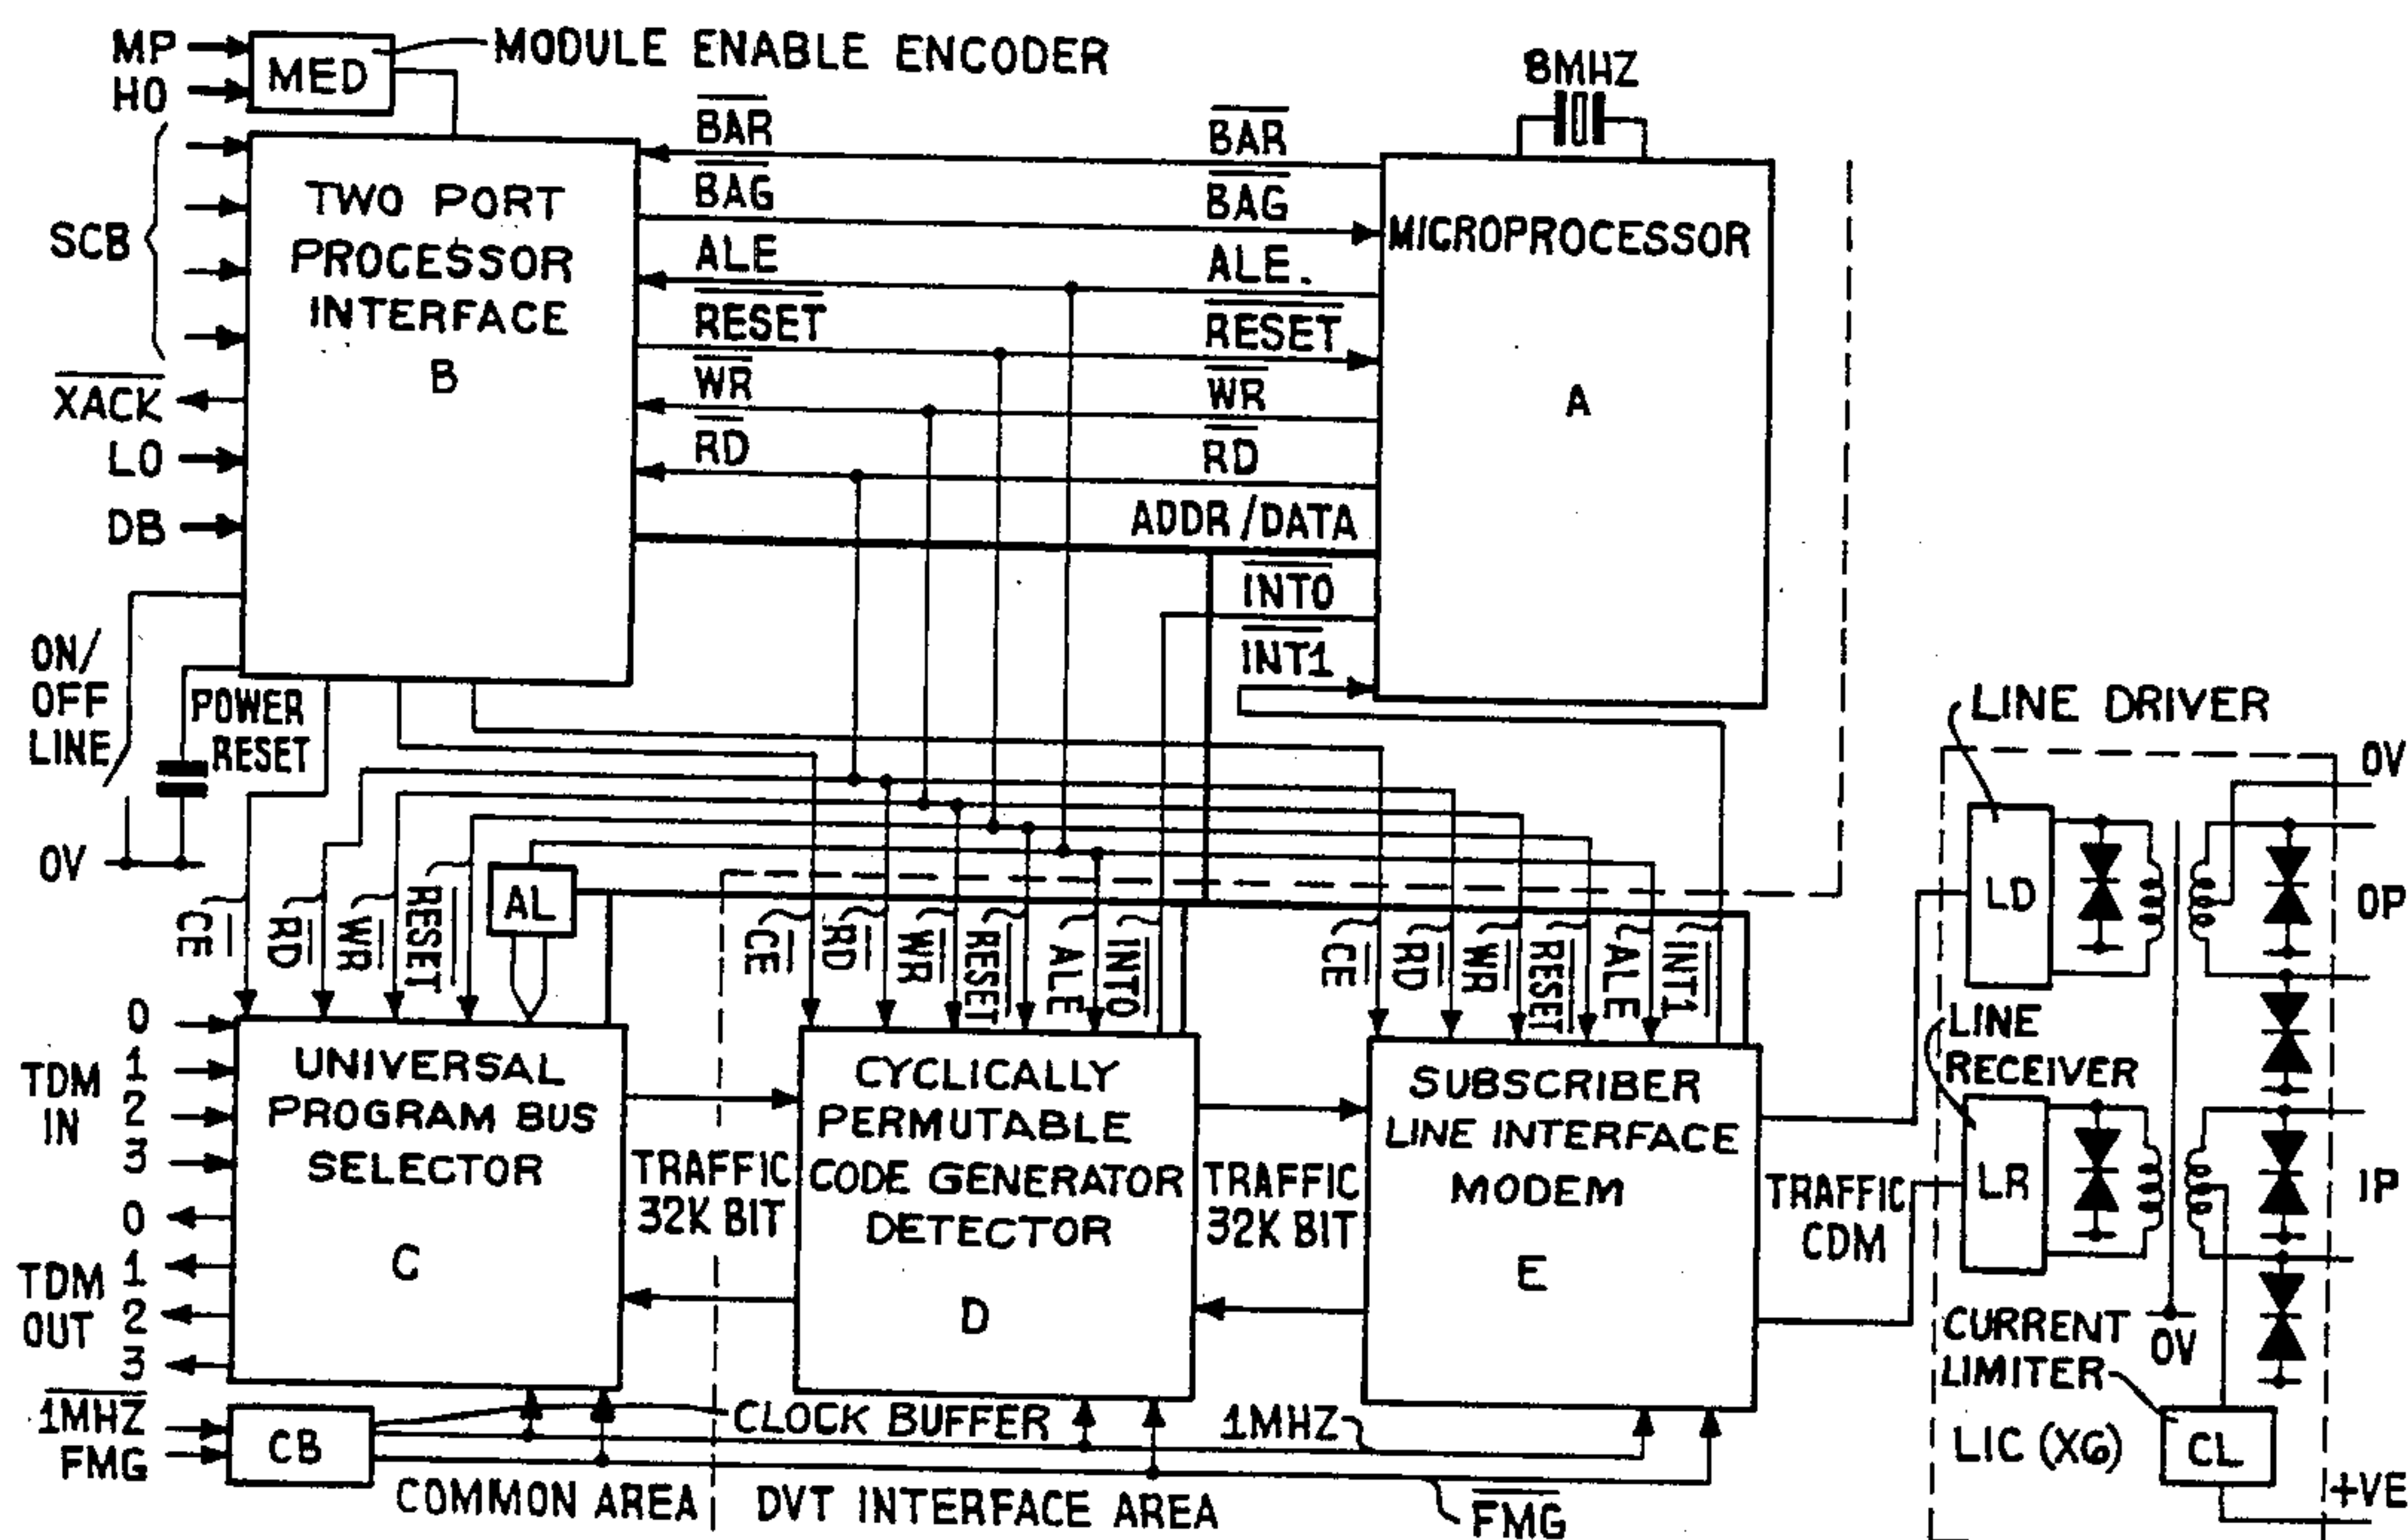 MP
H0
MED
MODULE ENABLE ENCODER
8MHZ
SCB
XACK
L0
DB
TWO PORT
PROCESSOR
INTERFACE
B
BAR
BAG
ALE
RESET
WR
RD
BAR
BAG
ALE.
RESET
WR
RD
ADDR/DATA
INT0
INT1
MICROPROCESSOR
A
ON/
OFF
LINE
POWER
RESET
0V
AL
CE
RD
WR
RESET
CE
RD
WR
RESET
ALE
INT0
CE
RD
WR
RESET
ALE
INT1
LINE DRIVER
LD
0V
OP
LINE
RECEIVER
LR
IP
0V
CURRENT
LIMITER
CL
LIC (X6)
+VE
TDM
IN
0
1
2
3
TDM
OUT
0
1
2
3
UNIVERSAL
PROGRAM BUS
SELECTOR
C
TRAFFIC
32K BIT
CYCLICALLY
PERMUTABLE
CODE GENERATOR
DETECTOR
D
TRAFFIC
32K BIT
SUBSCRIBER
LINE INTERFACE
MODEM
E
TRAFFIC
CDM
1MHZ
FMG
CB
CLOCK BUFFER
1MHZ
FMG
COMMON AREA
DVT INTERFACE AREA